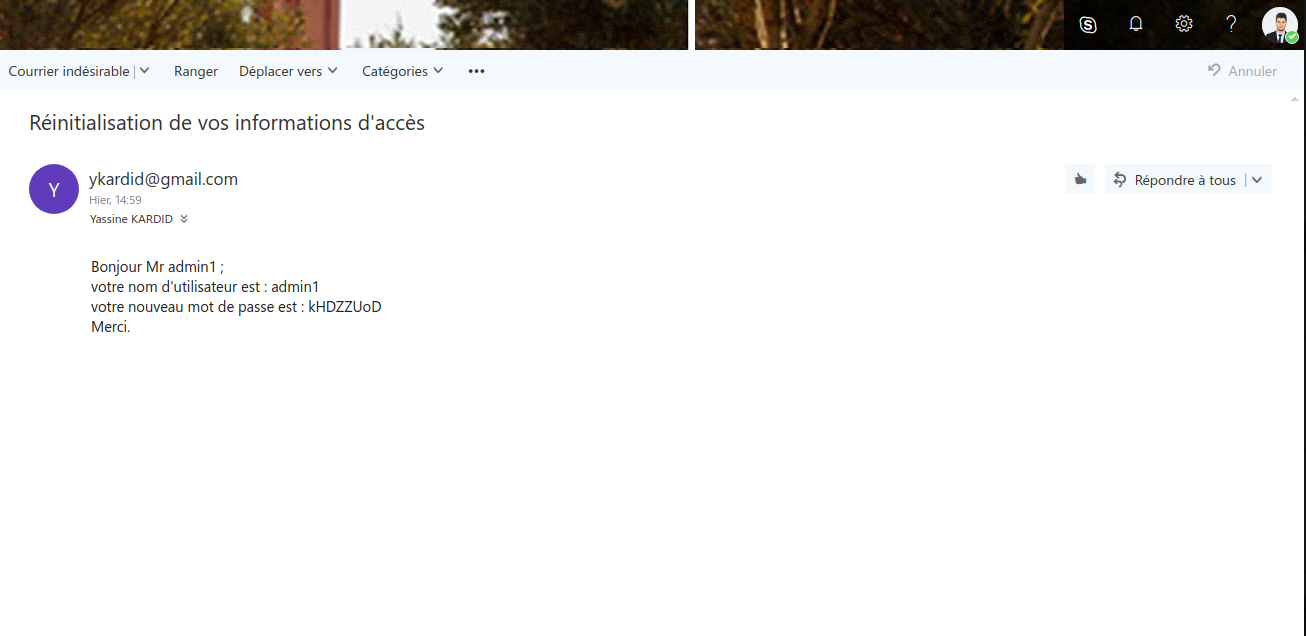 Courrier indésirable | Ranger Déplacer vers Catégories ••• Annuler
Réinitialisation de vos informations d'accès
Y
ykardid@gmail.com
Hier, 14:59
Yassine KARDID
Répondre à tous |
Bonjour Mr admin1 ;
votre nom d'utilisateur est : admin1
votre nouveau mot de passe est : kHDZZUoD
Merci.